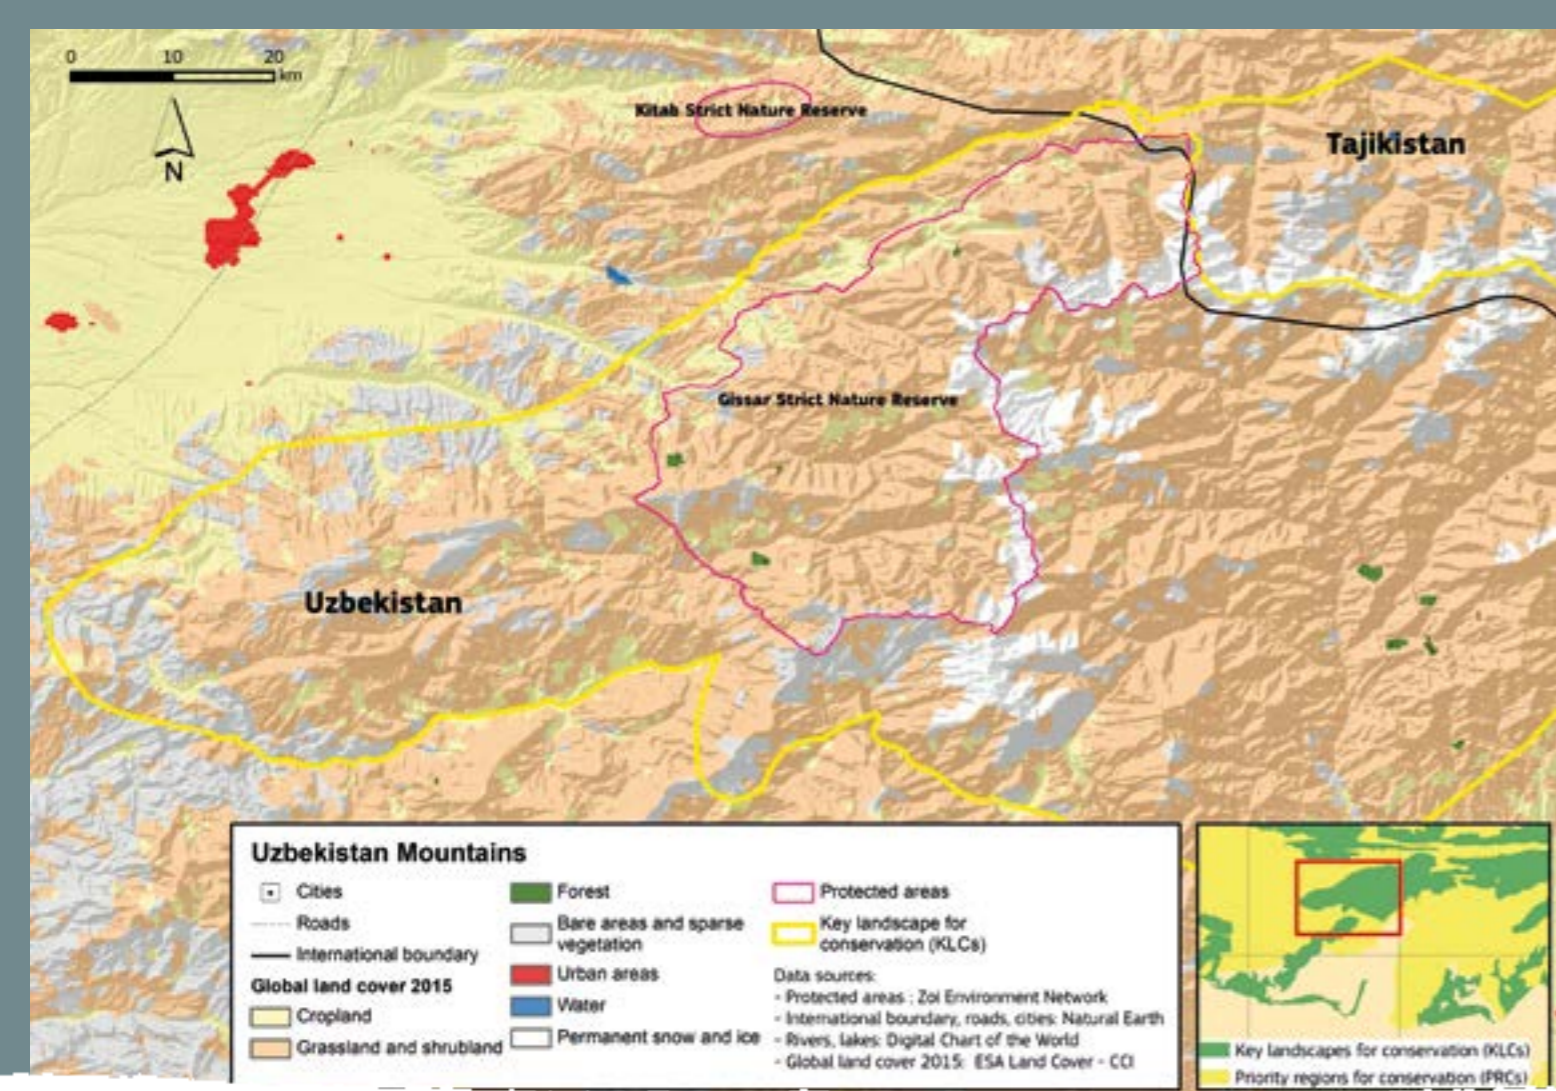 0 10 20
km
N
Kitab Strict Nature Reserve
Tajikistan
Gissar Strict Nature Reserve
Uzbekistan
Uzbekistan Mountains
Cities
Roads
International boundary
Global land cover 2015
Cropland
Grassland and shrubland
Forest
Bare areas and sparse
vegetation
Urban areas
Water
Permanent snow and ice
Protected areas
Key landscape for
conservation (KLCs)
Data sources:
- Protected areas : Zoï Environment Network
- International boundary, roads, cities: Natural Earth
- Rivers, lakes: Digital Chart of the World
- Global land cover 2015: ESA Land Cover - CCI
Key landscapes for conservation (KLCs)
Priority regions for conservation (PRCs)